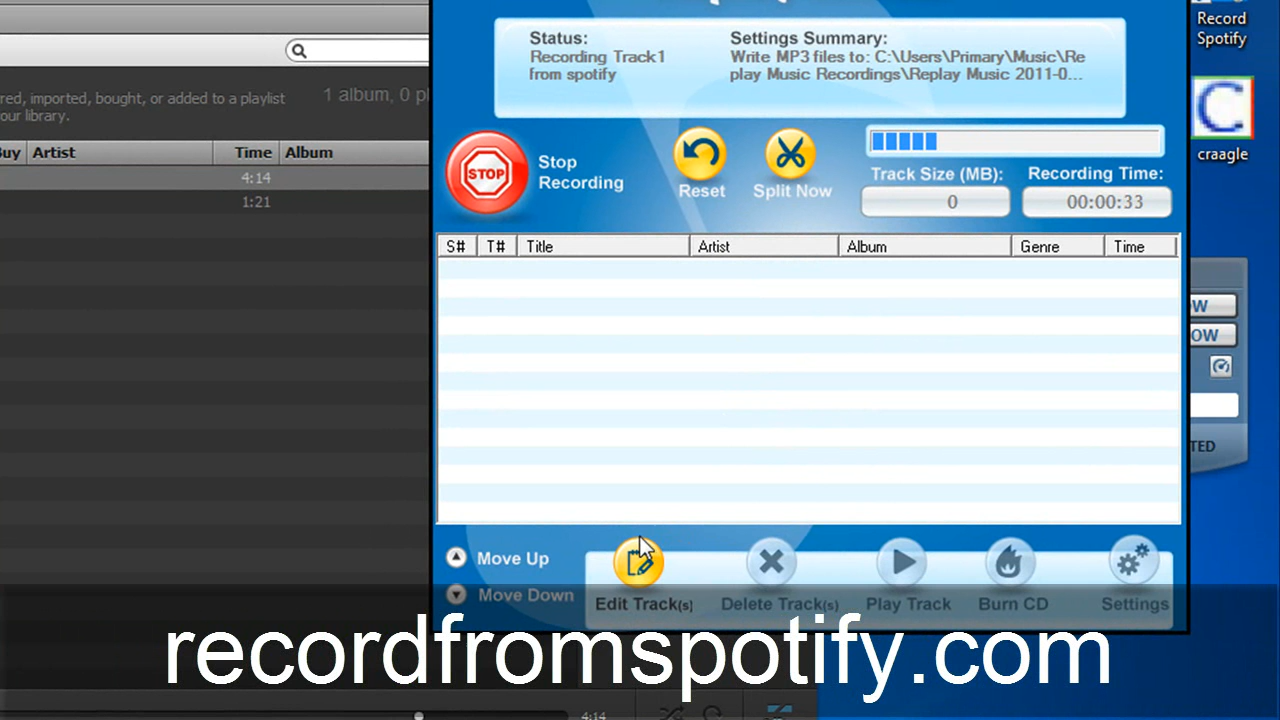 Record
Spotify
Status:
Recording Track1
from spotify
Settings Summary:
Write MP3 files to: C:\Users\Primary\Music\Re
play Music Recordings\Replay Music 2011-0...
red, imported, bought, or added to a playlist
our library.
1 album, 0 pl
Buy Artist Time Album
4:14
1:21
STOP
Stop
Recording
Reset
Split Now
Track Size (MB):
0
Recording Time:
00:00:33
craagle
S# T# Title Artist Album Genre Time
OW
OW
TED
Move Up
Move Down
Edit Track(s)
Delete Track(s)
Play Track
Burn CD
Settings
recordfromspotify.com
4:14